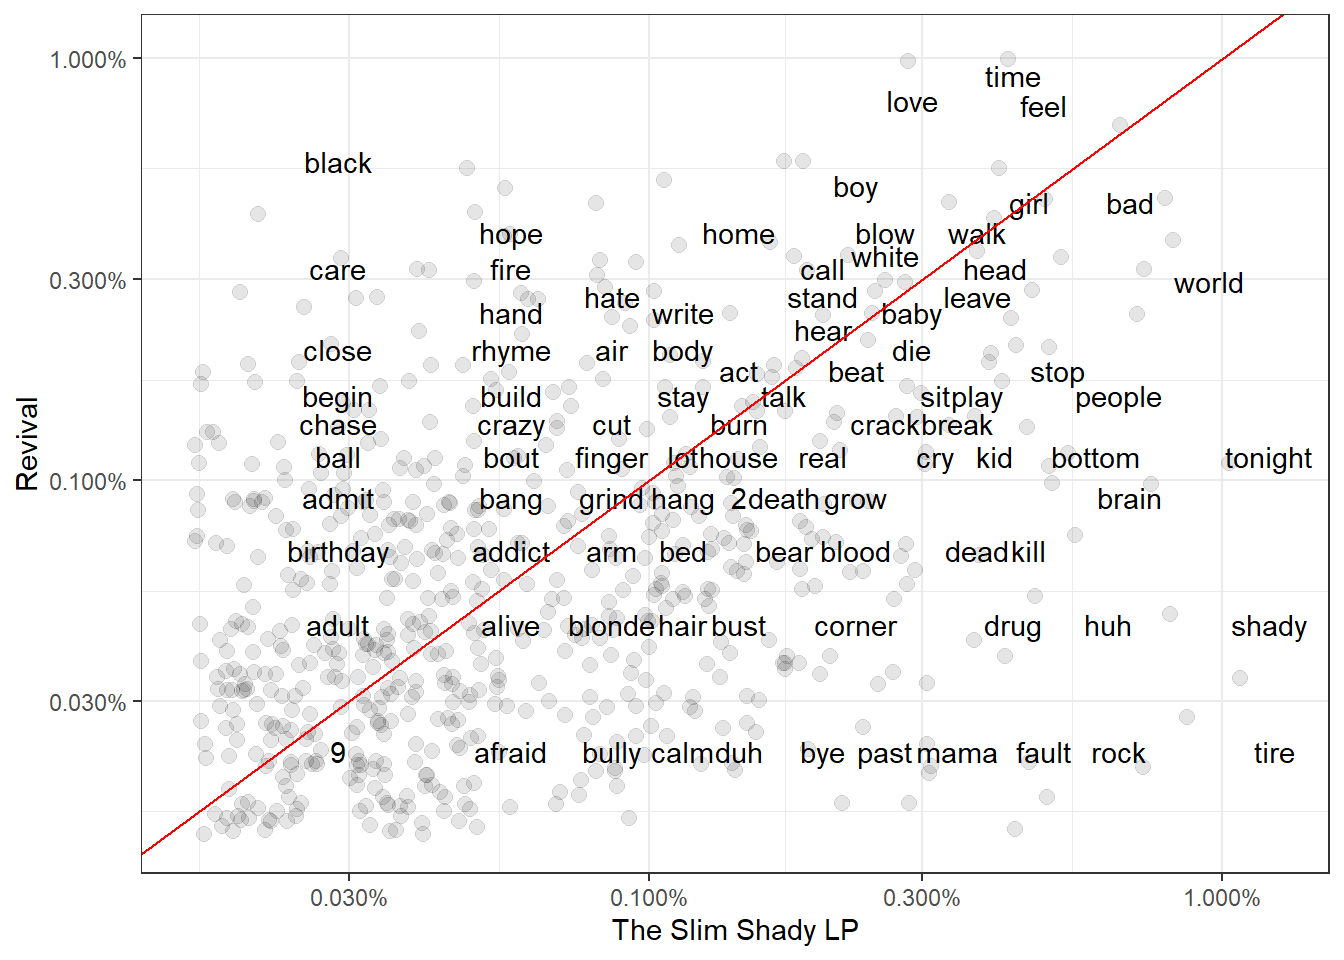 1.000%
time
love
feel
black
boy
girl
bad
hope
home
blow
walk
white
care
fire
call
head
0.300%
world
hate
stand
leave
hand
write
baby
hear
close
rhyme
air
body
die
act
beat
stop
begin
build
stay
talk
sitplay
people
chase
crazy
cut
burn
crackbreak
Revival
ball
bout
finger
lothouse
real
cry
kid
bottom
tonight
0.100%
admit
bang
grind
hang
2deathgrow
brain
birthday
addict
arm
bed
bear
blood
deadkill
adult
alive
blonde
hair
bust
corner
drug
huh
shady
0.030%
9
afraid
bully
calmduh
bye
past
mama
fault
rock
tire
0.030%
0.100%
0.300%
1.000%
The Slim Shady LP